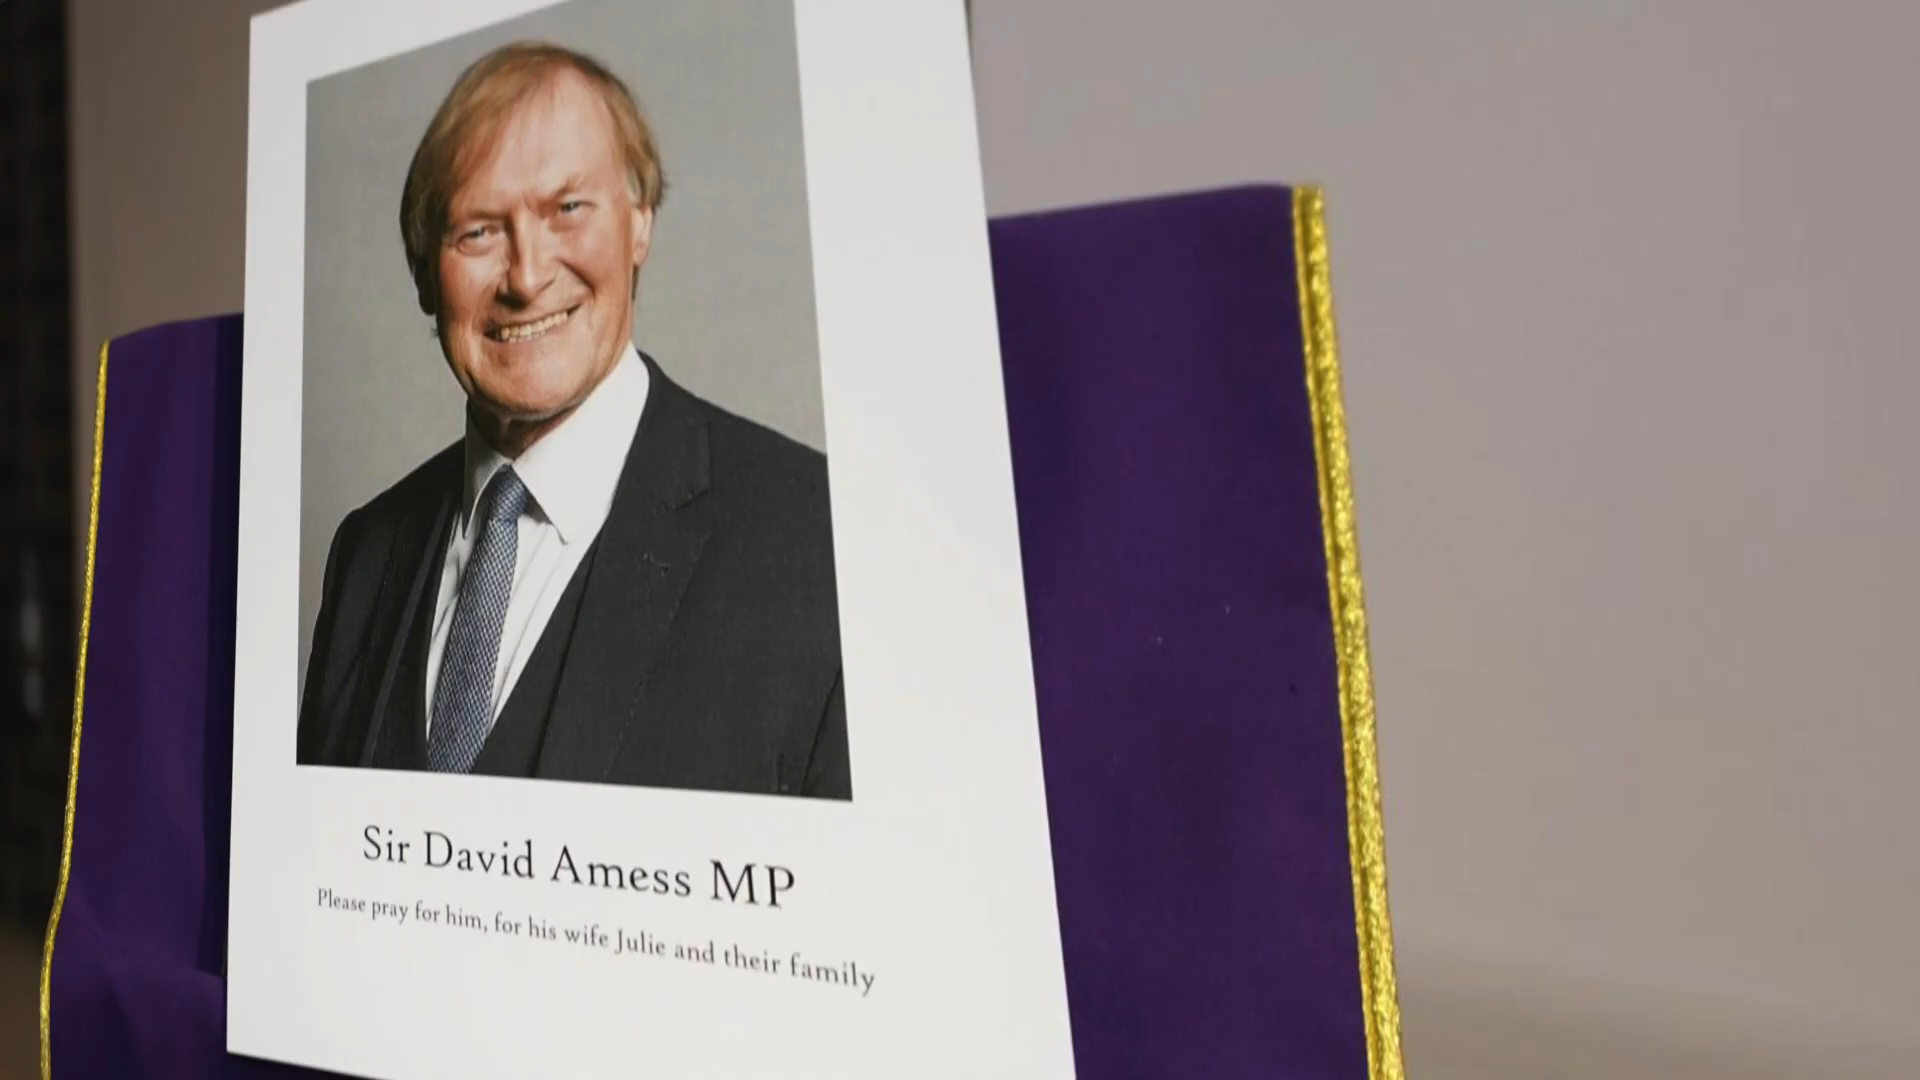 Sir David Amess MP
Please pray for him, for his wife Julie and their family